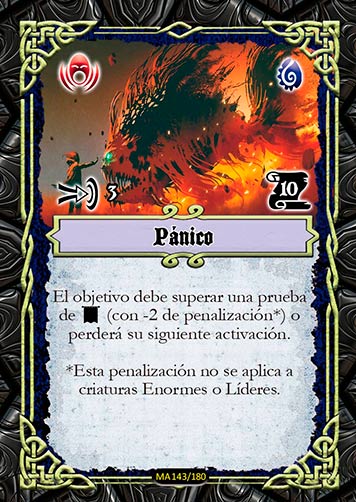 3
10
Pánico
El objetivo debe superar una prueba
de (con -2 de penalización*) o
perderá su siguiente activación.
*Esta penalización no se aplica a
criaturas Enormes o Líderes.
MA143/180